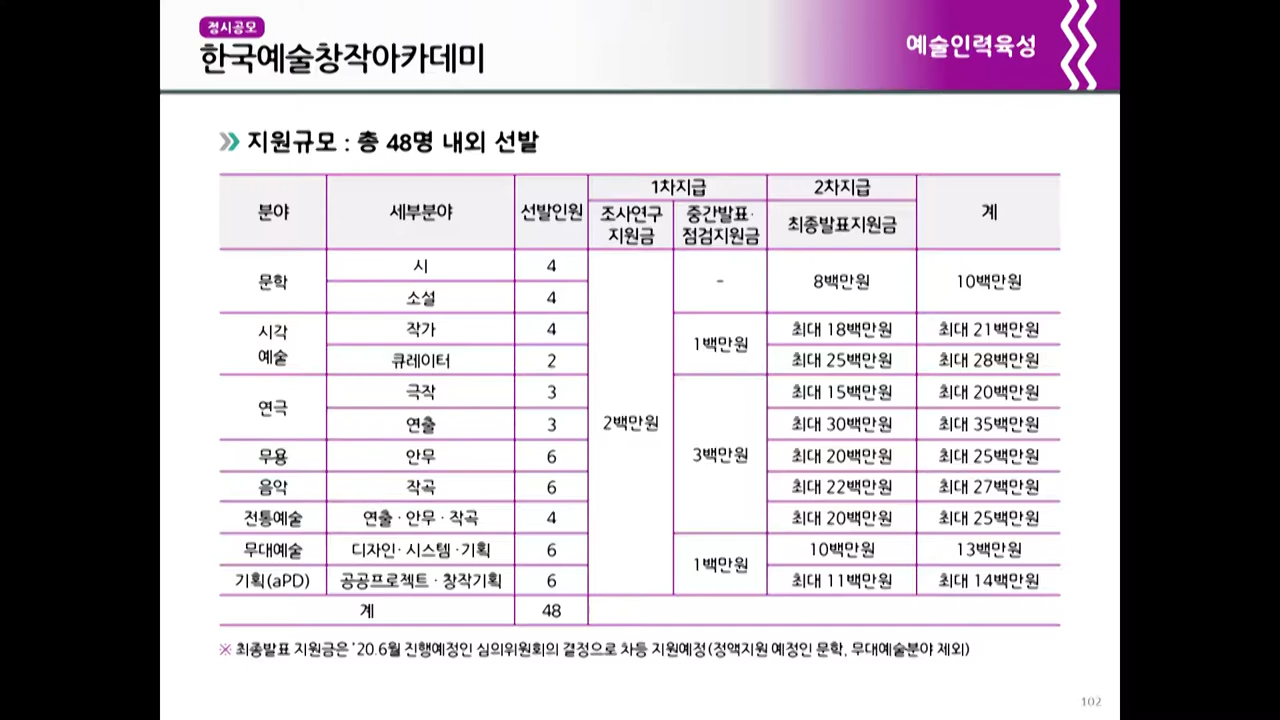 정시공모
한국예술창작아카데미
예술인력육성
지원규모 : 총 48명 내외 선발
분야 세부분야 선발인원 1차지급 2차지급 계
조사연구 지원금 중간발표· 점검지원금 최종발표지원금
문학 시 4 2백만원 - 8백만원 10백만원
소설 4
시각 예술 작가 4 1백만원 최대 18백만원 최대 21백만원
큐레이터 2 최대 25백만원 최대 28백만원
연극 극작 3 3백만원 최대 15백만원 최대 20백만원
연출 3 최대 30백만원 최대 35백만원
무용 안무 6 최대 20백만원 최대 25백만원
음악 작곡 6 최대 22백만원 최대 27백만원
전통예술 연출 · 안무 · 작곡 4 최대 20백만원 최대 25백만원
무대예술 디자인· 시스템 ·기획 6 1백만원 10백만원 13백만원
기획(aPD) 공공프로젝트 · 창작기획 6 최대 11백만원 최대 14백만원
계 48
※ 최종발표 지원금은 '20.6월 진행예정인 심의위원회의 결정으로 차등 지원예정(정액지원 예정인 문학, 무대예술분야 제외)
102